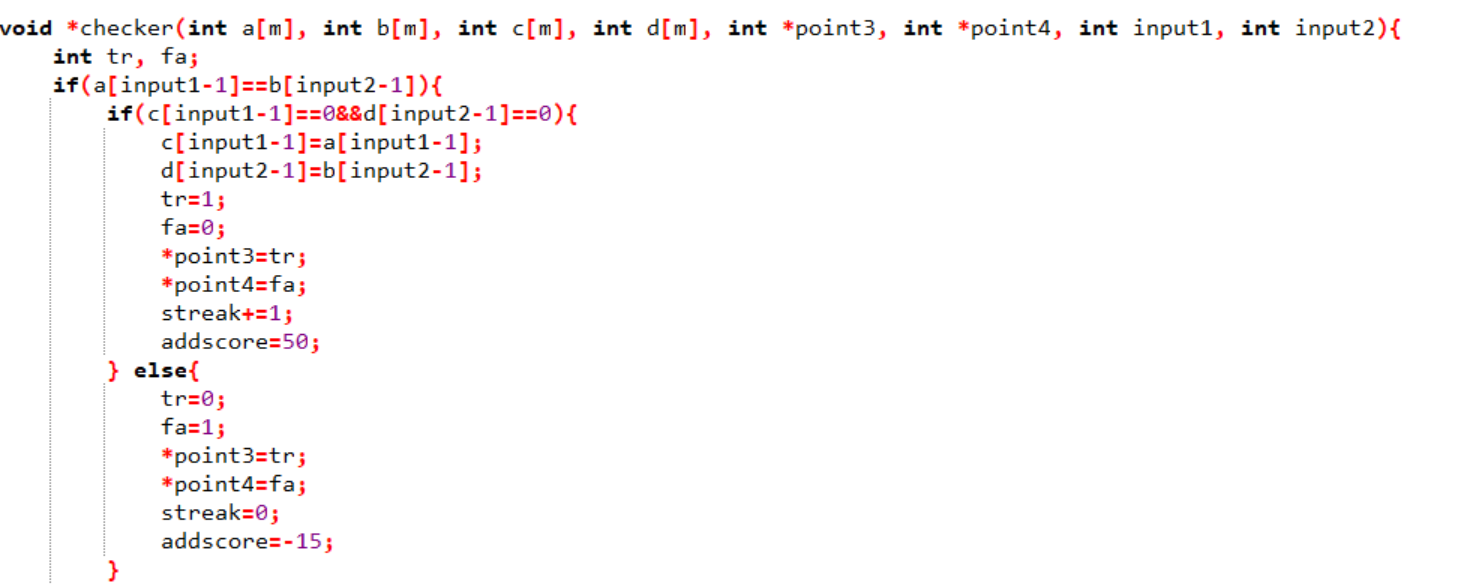 void *checker(int a[m], int b[m], int c[m], int d[m], int *point3, int *point4, int input1, int input2){
    int tr, fa;
    if(a[input1-1]==b[input2-1]){
        if(c[input1-1]==0&&d[input2-1]==0){
            c[input1-1]=a[input1-1];
            d[input2-1]=b[input2-1];
            tr=1;
            fa=0;
            *point3=tr;
            *point4=fa;
            streak+=1;
            addscore=50;
        } else{
            tr=0;
            fa=1;
            *point3=tr;
            *point4=fa;
            streak=0;
            addscore=-15;
        }